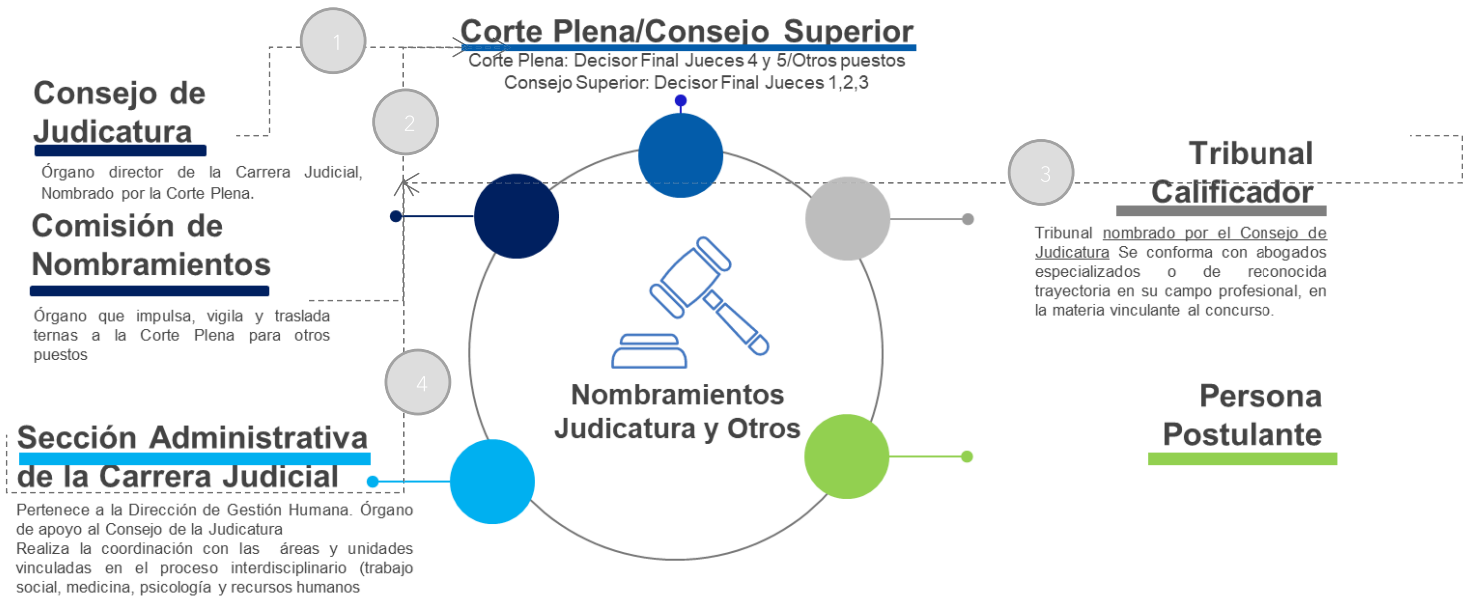 1
Corte Plena/Consejo Superior
Corte Plena: Decisor Final Jueces 4 y 5/Otros puestos
Consejo Superior: Decisor Final Jueces 1,2,3
Consejo de
Judicatura
Órgano director de la Carrera Judicial,
Nombrado por la Corte Plena.
2
Comisión de
Nombramientos
Órgano que impulsa, vigila y traslada
ternas a la Corte Plena para otros
puestos
3
Tribunal
Calificador
Tribunal nombrado por el Consejo de
Judicatura Se conforma con abogados
especializados o de reconocida
trayectoria en su campo profesional, en
la materia vinculante al concurso.
4
Sección Administrativa
de la Carrera Judicial
Pertenece a la Dirección de Gestión Humana. Órgano
de apoyo al Consejo de la Judicatura
Realiza la coordinación con las áreas y unidades
vinculadas en el proceso interdisciplinario (trabajo
social, medicina, psicología y recursos humanos
Nombramientos
Judicatura y Otros
Persona
Postulante